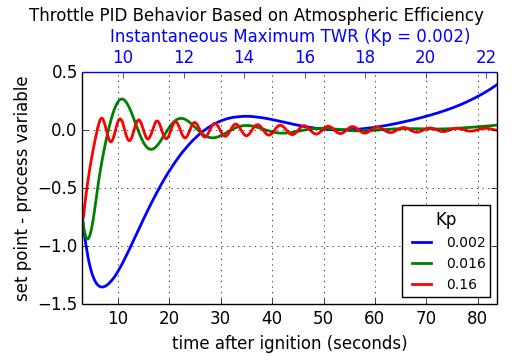 Throttle PID Behavior Based on Atmospheric Efficiency
Instantaneous Maximum TWR (Kp = 0.002)
10 12 14 16 18 20 22
set point - process variable
0.5
0.0
−0.5
−1.0
−1.5
Kp
0.002
0.016
0.16
10 20 30 40 50 60 70 80
time after ignition (seconds)